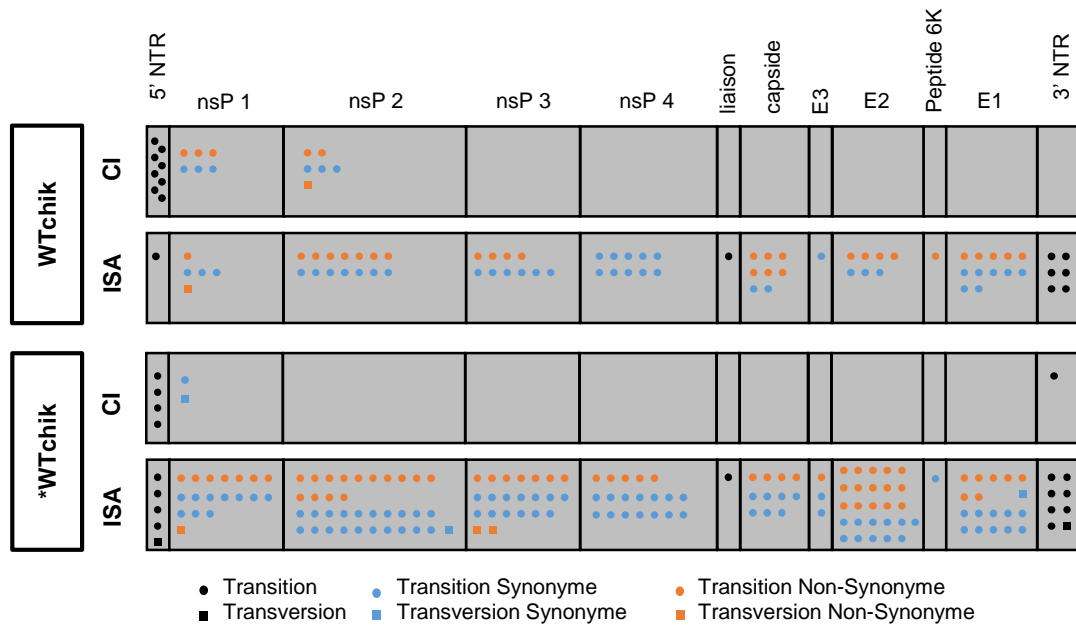 5' NTR
nsP 1
nsP 2
nsP 3
nsP 4
liaison
capside
E3
E2
Peptide 6K
E1
3' NTR
WTchik
CI
ISA
*WTchik
CI
ISA
Transition
Transition Synonyme
Transition Non-Synonyme
Transversion
Transversion Synonyme
Transversion Non-Synonyme